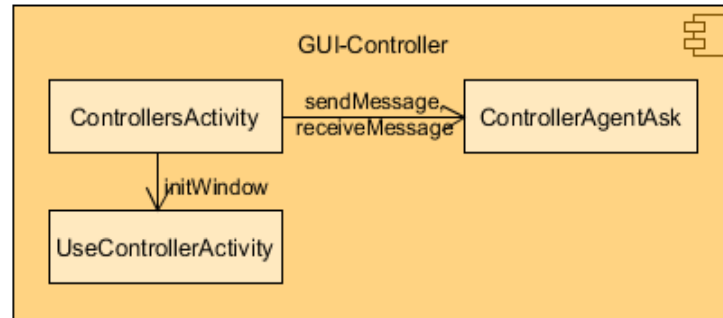 GUI-Controller
ControllersActivity
sendMessage,
receiveMessage
ControllerAgentAsk
initWindow
UseControllerActivity